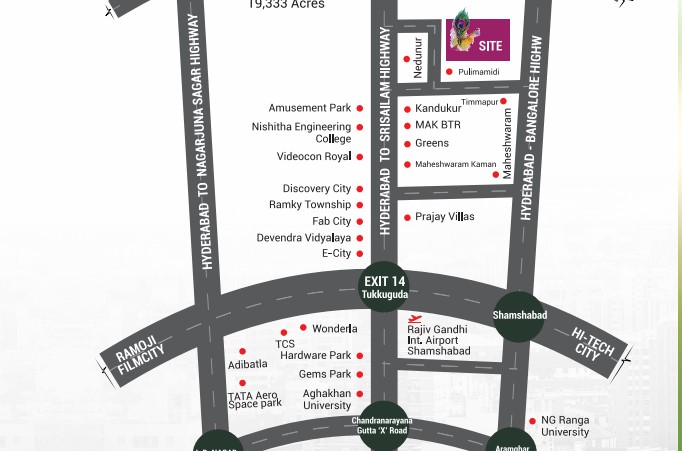 19,333 Acres
HYDERABAD TO NAGARJUNA SAGAR HIGHWAY
HYDERABAD TO SRISAILAM HIGHWAY
HYDERABAD - BANGALORE HIGHW
Nedunur
SITE
Pulimamidi
Timmapur
Amusement Park
Kandukur
Nishitha Engineering
College
MAK BTR
Greens
Videocon Royal
Maheshwaram Kaman
Maheshwaram
Discovery City
Ramky Township
Fab City
Prajay Villas
Devendra Vidyalaya
E-City
EXIT 14
Tukkuguda
Shamshabad
RAMOJI
FILMCITY
HI-TECH
CITY
Wonderla
TCS
Rajiv Gandhi
Int. Airport
Shamshabad
Adibatla
Hardware Park
Gems Park
TATA Aero
Space park
Aghakhan
University
Chandranarayana
Gutta 'X' Road
NG Ranga
University